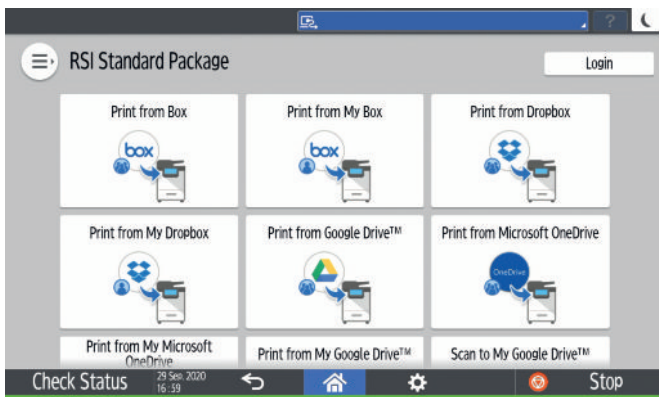 ?
RSI Standard Package
Login
Print from Box
Print from My Box
Print from Dropbox
box
box
Print from My Dropbox
Print from Google Drive™
Print from Microsoft OneDrive
OneDrive
Print from My Microsoft
OneDrive
Print from My Google Drive™
Scan to My Google Drive™
Check Status
29 Sep. 2020
16:59
Stop